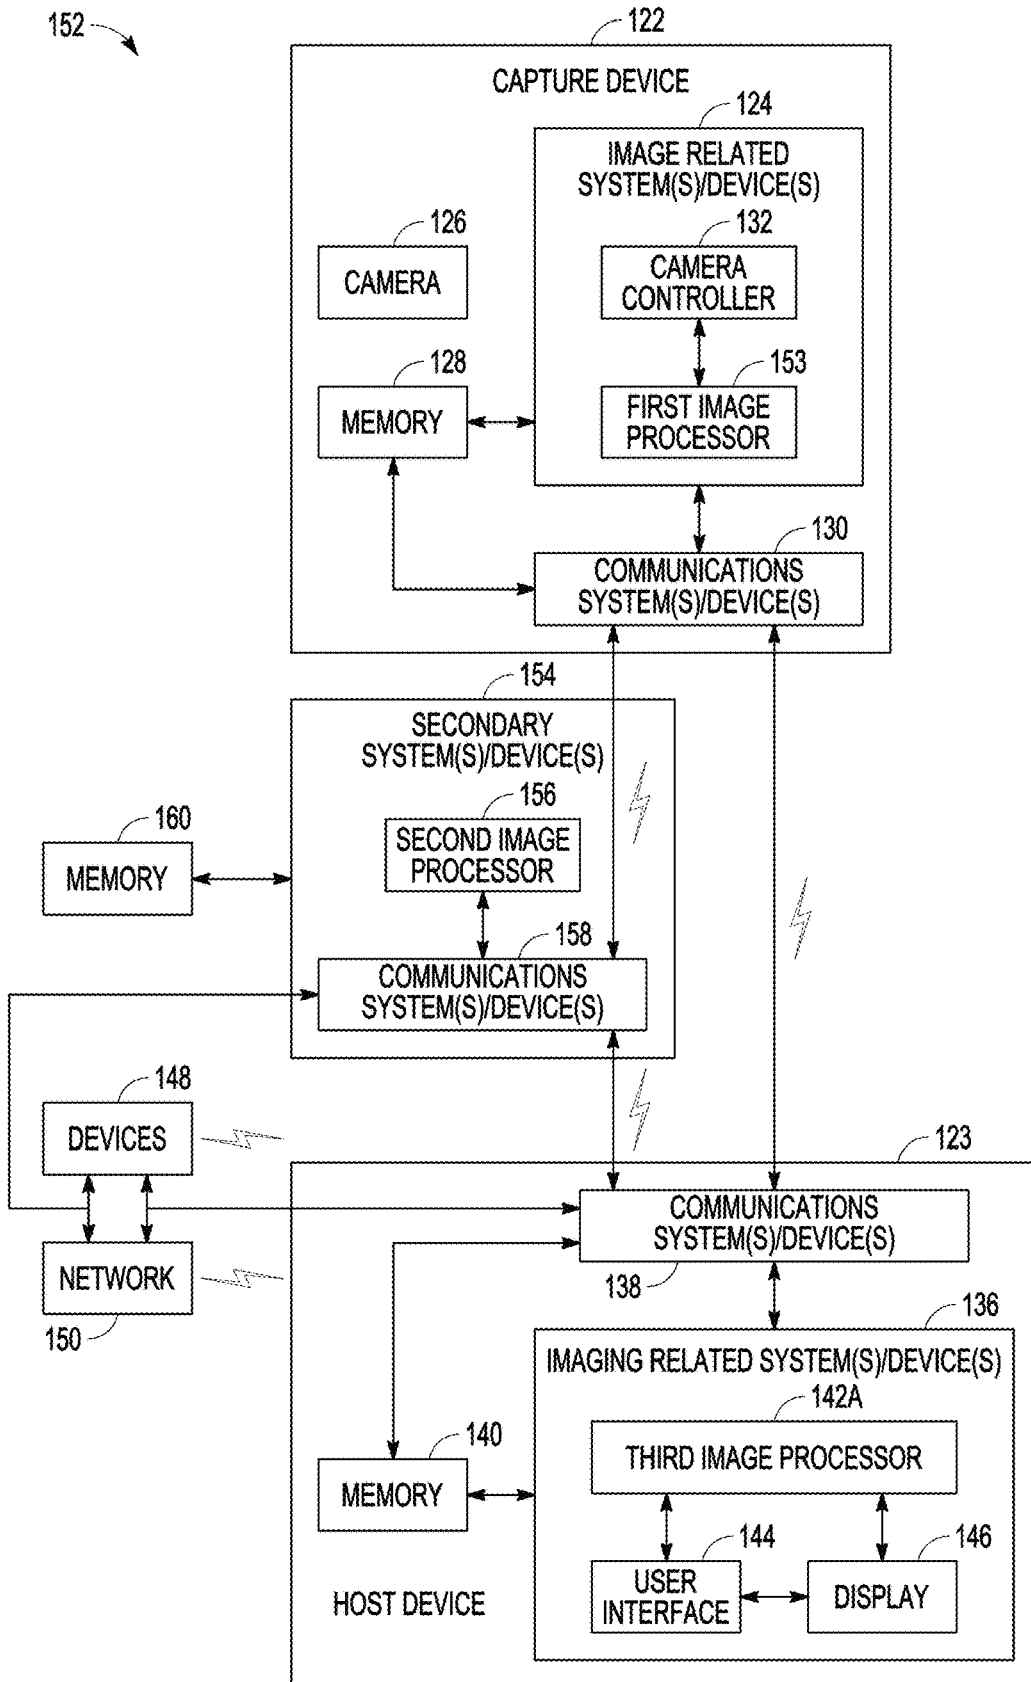 152
122
CAPTURE DEVICE
124
IMAGE RELATED
SYSTEM(S)/DEVICE(S)
126
CAMERA
132
CAMERA
CONTROLLER
128
MEMORY
153
FIRST IMAGE
PROCESSOR
130
COMMUNICATIONS
SYSTEM(S)/DEVICE(S)
154
SECONDARY
SYSTEM(S)/DEVICE(S)
156
SECOND IMAGE
PROCESSOR
160
MEMORY
158
COMMUNICATIONS
SYSTEM(S)/DEVICE(S)
148
DEVICES
123
COMMUNICATIONS
SYSTEM(S)/DEVICE(S)
138
NETWORK
150
136
IMAGING RELATED SYSTEM(S)/DEVICE(S)
142A
THIRD IMAGE PROCESSOR
140
MEMORY
144
USER
INTERFACE
146
DISPLAY
HOST DEVICE